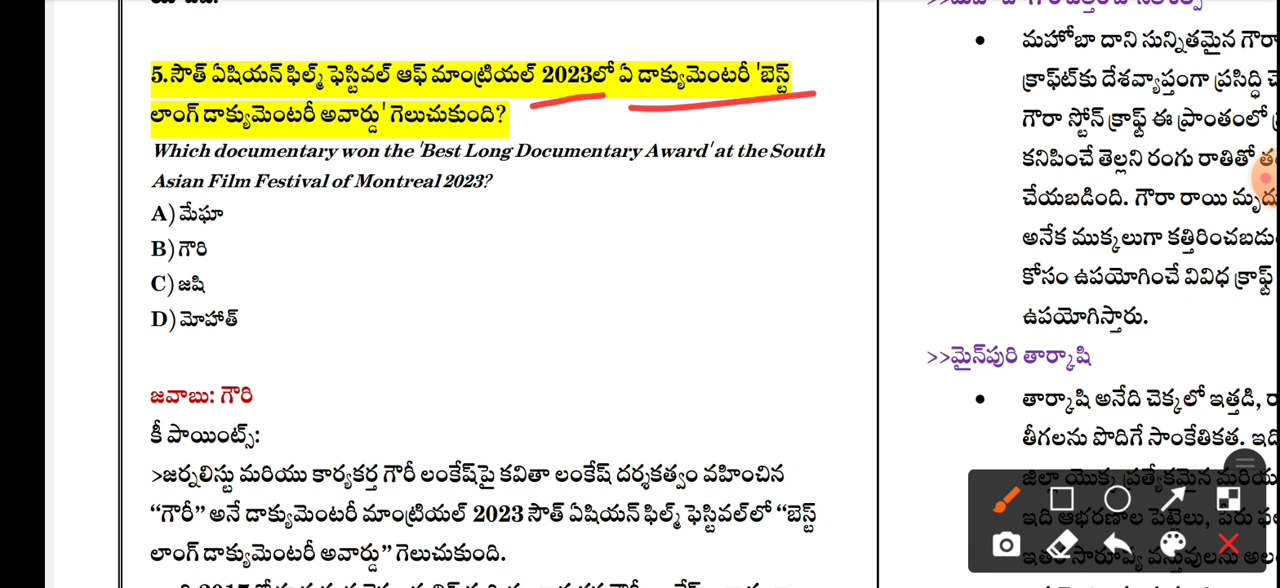 5.సౌత్ ఏషియన్ ఫిల్మ్ ఫెస్టివల్ ఆఫ్ మాంట్రియల్ 2023లో ఏ డాక్యుమెంటరీ 'బెస్ట్
లాంగ్ డాక్యుమెంటరీ అవార్డు' గెలుచుకుంది?
Which documentary won the 'Best Long Documentary Award' at the South
Asian Film Festival of Montreal 2023?
A) మేఘా
B) గౌరి
C) జషి
D) మోహాత్
జవాబు: గౌరి
కీ పాయింట్స్:
>జర్నలిస్టు మరియు కార్యకర్త గౌరీ లంకేష్‌పై కవితా లంకేష్ దర్శకత్వం వహించిన
“గౌరీ” అనే డాక్యుమెంటరీ మాంట్రియల్ 2023 సౌత్ ఏషియన్ ఫిల్మ్ ఫెస్టివల్‌లో “బెస్ట్
లాంగ్ డాక్యుమెంటరీ అవార్డు” గెలుచుకుంది.
• మహోబా దాని సున్నితమైన గౌరా
క్రాఫ్ట్‌కు దేశవ్యాప్తంగా ప్రసిద్ధి
గౌరా స్టోన్ క్రాఫ్ట్ ఈ ప్రాంతంలో
కనిపించే తెల్లని రంగు రాతితో
చేయబడింది. గౌరా రాయి
అనేక ముక్కలుగా
కోసం ఉపయోగించే వివిధ క్రాఫ్ట్
ఉపయోగిస్తారు.
>>మైన్‌పురి తార్కాషి
• తార్కాషి అనేది చెక్కలో ఇత్తడి,
తీగలను పొదిగే సాంకేతికత.
జిల్లా యొక్క ప్రత్యేకమైన